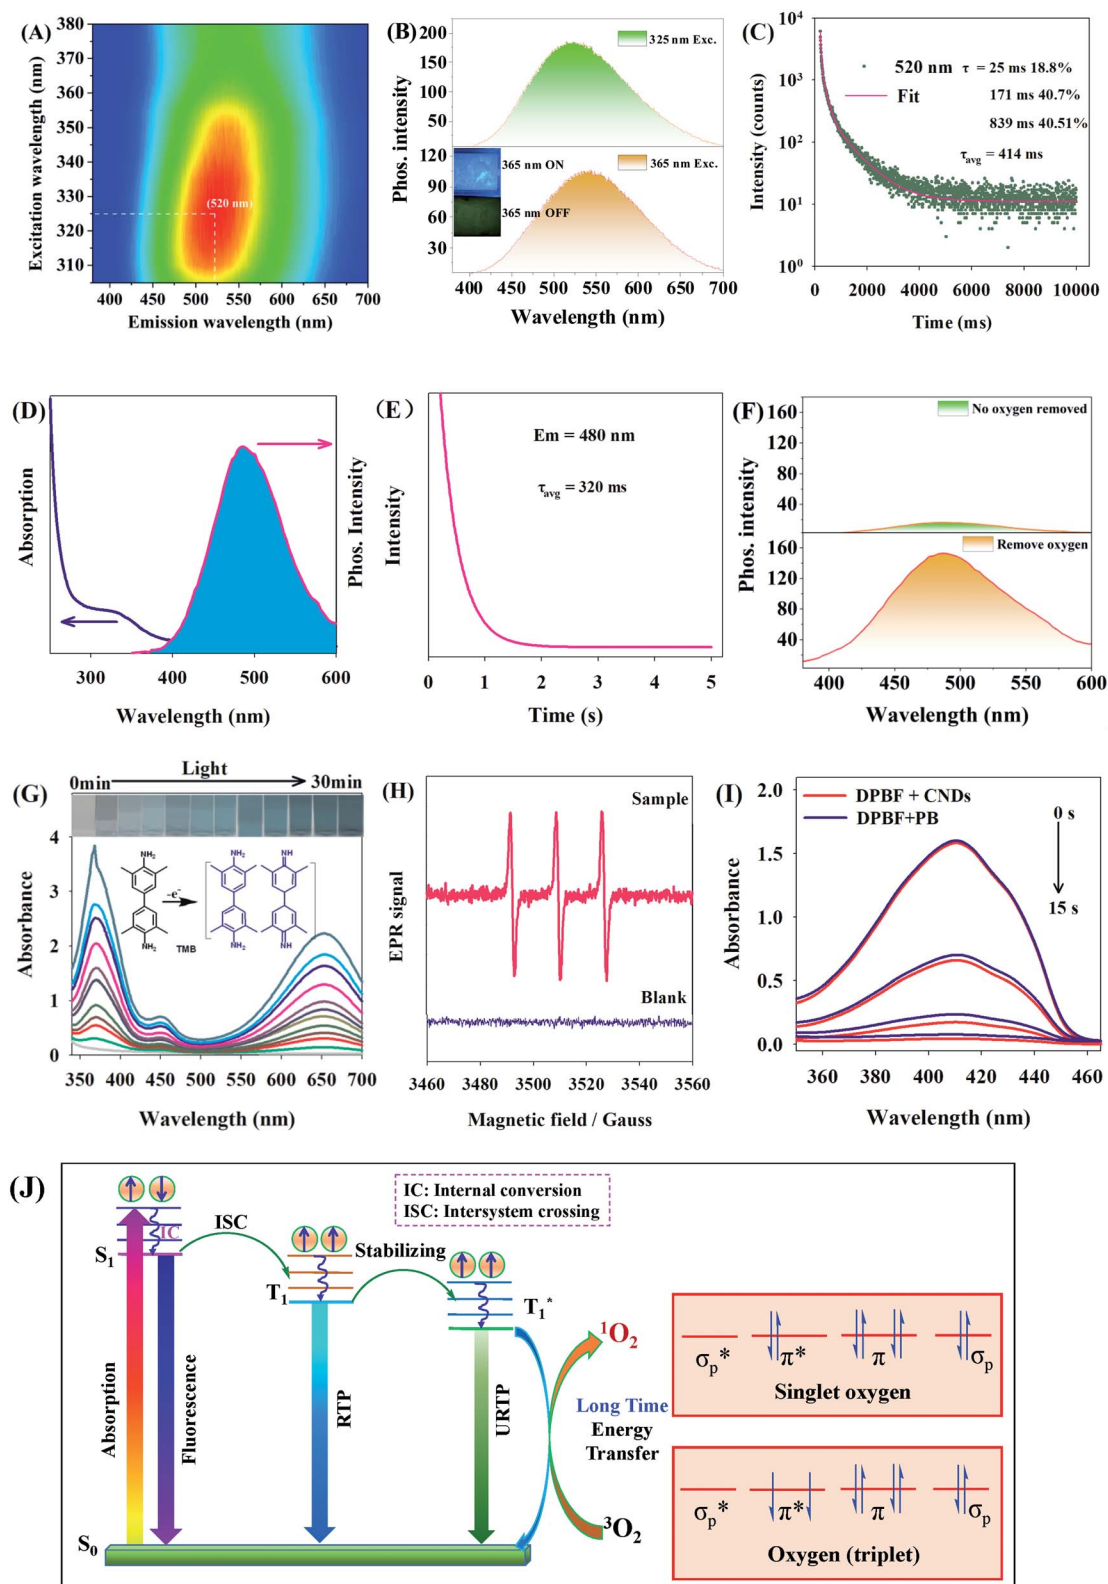 (A)
380
370
360
350
340
330
320
310
Excitation wavelength (nm)
(520 nm)
400 450 500 550 600 650 700
Emission wavelength (nm)
(B)
200
150
100
50
325 nm Exc.
Phos. intensity
120
90
60
30
365 nm ON
365 nm OFF
365 nm Exc.
400 450 500 550 600 650 700
Wavelength (nm)
(C)
10⁴
10³
10²
10¹
10⁰
Intensity (counts)
520 nm
Fit
τ = 25 ms 18.8%
171 ms 40.7%
839 ms 40.51%
τavg = 414 ms
0 2000 4000 6000 8000 10000
Time (ms)
(D)
Absorption
Phos. Intensity
300 400 500 600
Wavelength (nm)
(E)
Intensity
Em = 480 nm
τavg = 320 ms
0 1 2 3 4 5
Time (s)
(F)
160
120
80
40
No oxygen removed
Phos. intensity
160
120
80
40
Remove oxygen
400 450 500 550 600
Wavelength (nm)
(G)
0min Light 30min
4
3
2
1
0
Absorbance
NH₂
NH₂
TMB
-e⁻
NH₂ NH
NH₂ NH
350 400 450 500 550 600 650 700
Wavelength (nm)
(H)
Sample
Blank
EPR signal
3460 3480 3500 3520 3540 3560
Magnetic field / Gauss
(I)
2.0
1.5
1.0
0.5
0.0
Absorbance
DPBF + CNDs
DPBF+PB
0 s
15 s
360 380 400 420 440 460
Wavelength (nm)
(J)
IC: Internal conversion
ISC: Intersystem crossing
IC
ISC
S₁
T₁
Stabilizing
T₁*
Absorption
Fluorescence
RTP
URTP
S₀
¹O₂
Long Time
Energy
Transfer
³O₂
σp* π* π σp
Singlet oxygen
σp* π* π σp
Oxygen (triplet)